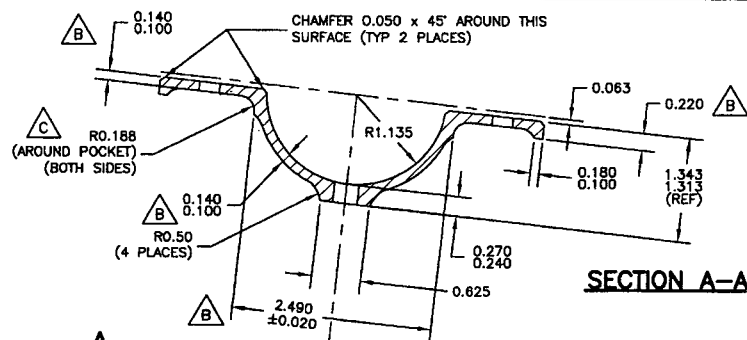 0.140
0.100
B
CHAMFER 0.050 x 45° AROUND THIS
SURFACE (TYP 2 PLACES)
0.063
0.220
B
C
R0.188
(AROUND POCKET)
(BOTH SIDES)
R1.135
0.180
0.100
1.343
1.313
(REF)
B
0.140
0.100
R0.50
(4 PLACES)
0.270
0.240
0.625
SECTION A-A
B
2.490
±0.020
A